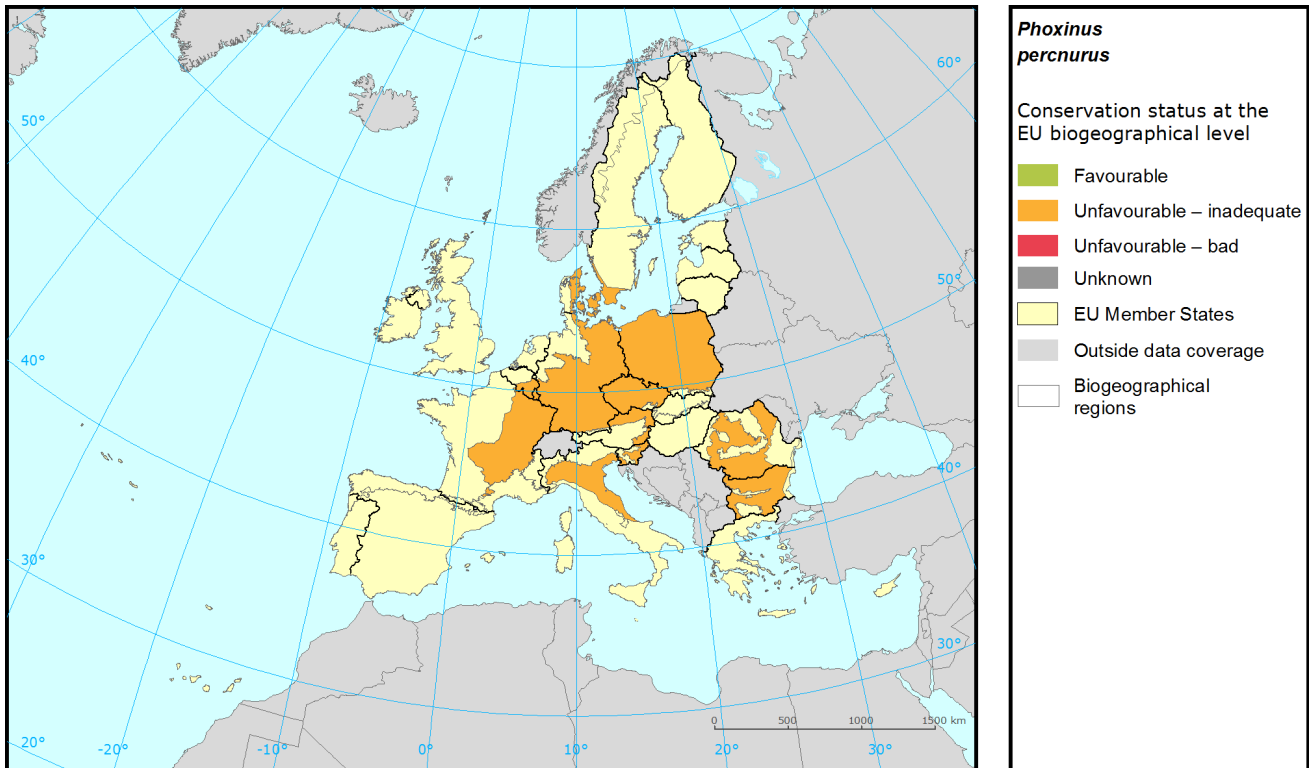 60°
50°
50°
40°
40°
30°
30°
20°
-20°
-10°
0°
10°
20°
30°
0
500
1000
1500 km
Phoxinus
percnurus
Conservation status at the
EU biogeographical level
Favourable
Unfavourable – inadequate
Unfavourable – bad
Unknown
EU Member States
Outside data coverage
Biogeographical
regions